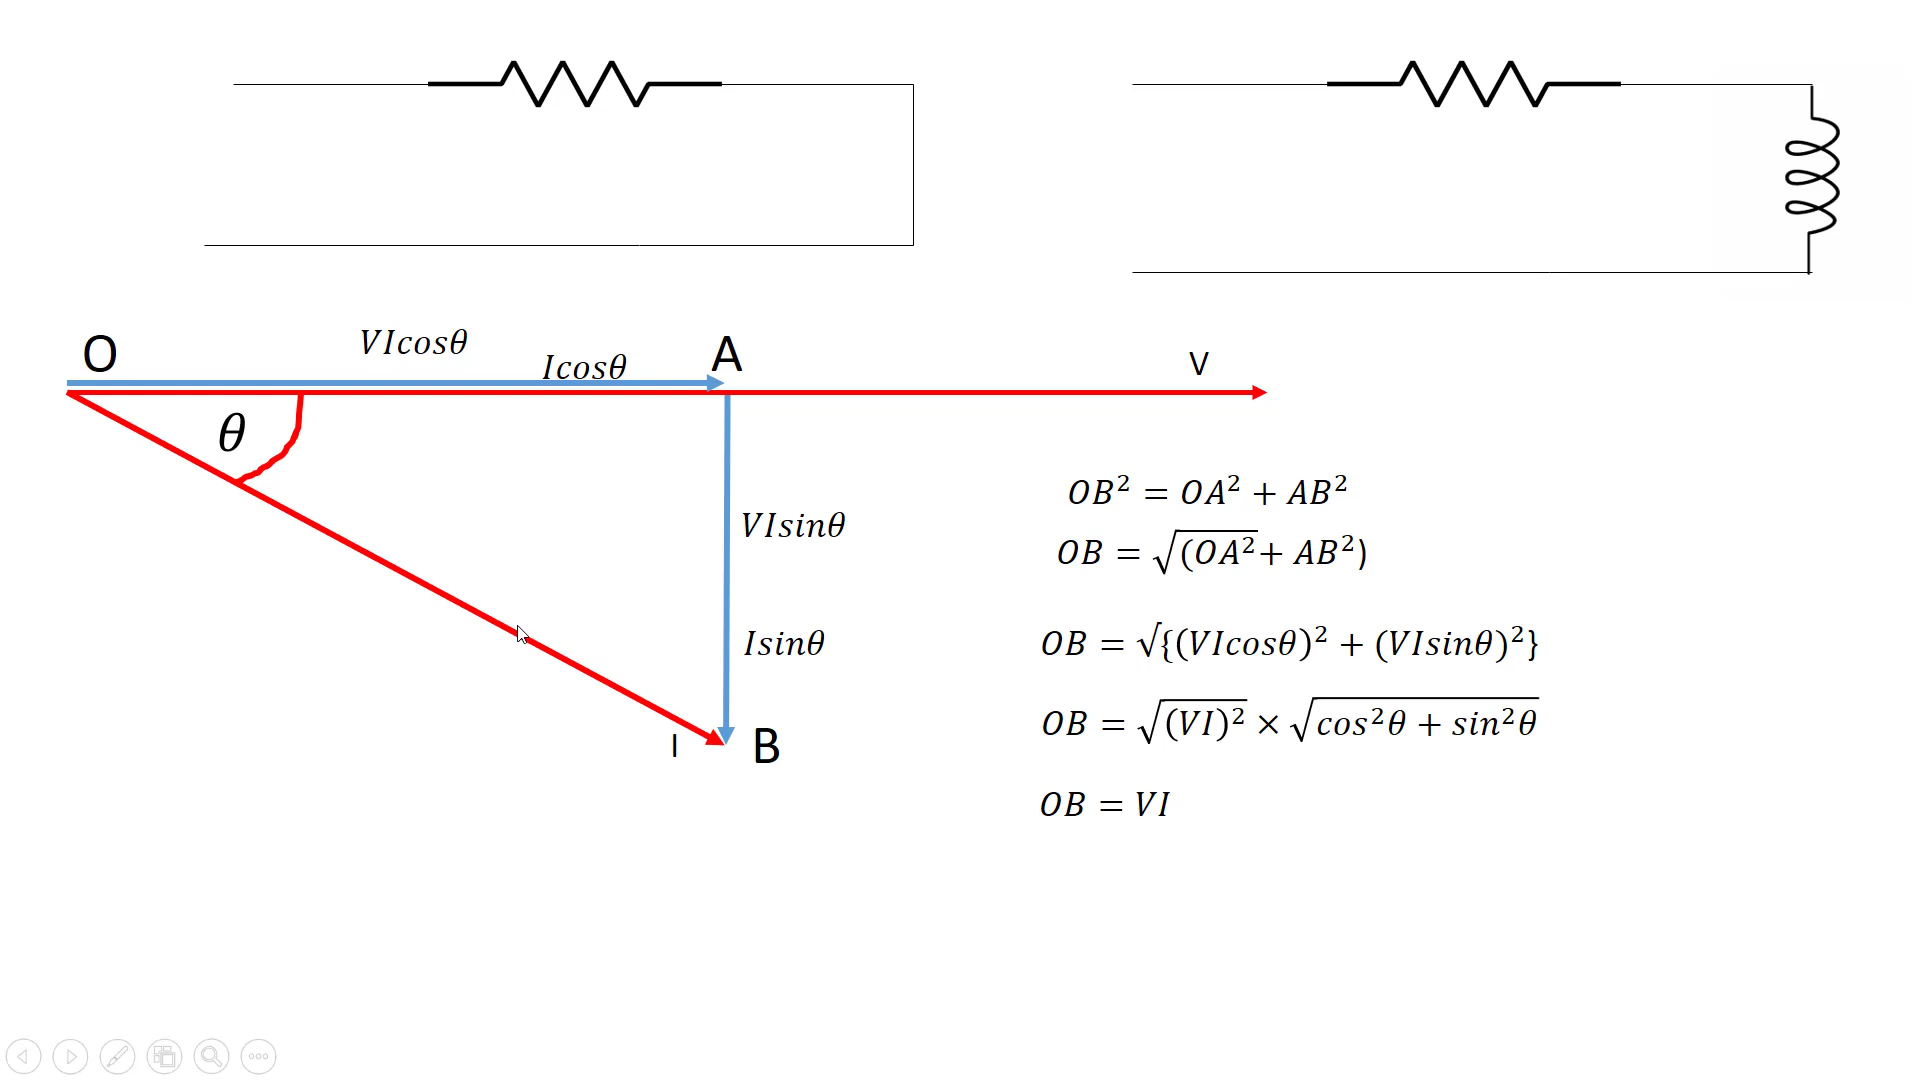 O
VIcosθ
Icosθ
A
V
θ
VIsinθ
Isinθ
I
B
OB² = OA² + AB²
OB = √(OA² + AB²)
OB = √{(VIcosθ)² + (VIsinθ)²}
OB = √(VI)² × √cos²θ + sin²θ
OB = VI